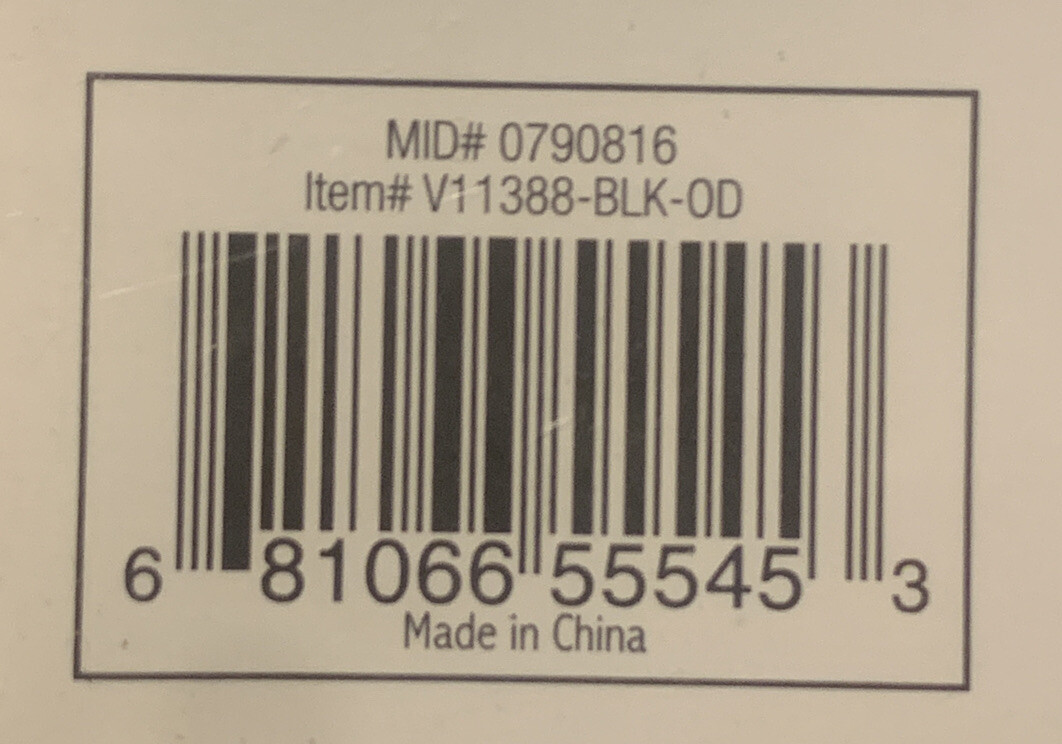 MID# 0790816
Item# V11388-BLK-OD
6 81066 55545 3
Made in China